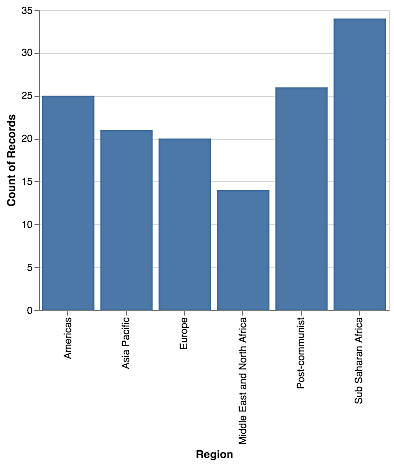 35
30
25
20
15
10
5
0
Count of Records
Americas
Asia Pacific
Europe
Middle East and North Africa
Post-communist
Sub Saharan Africa
Region